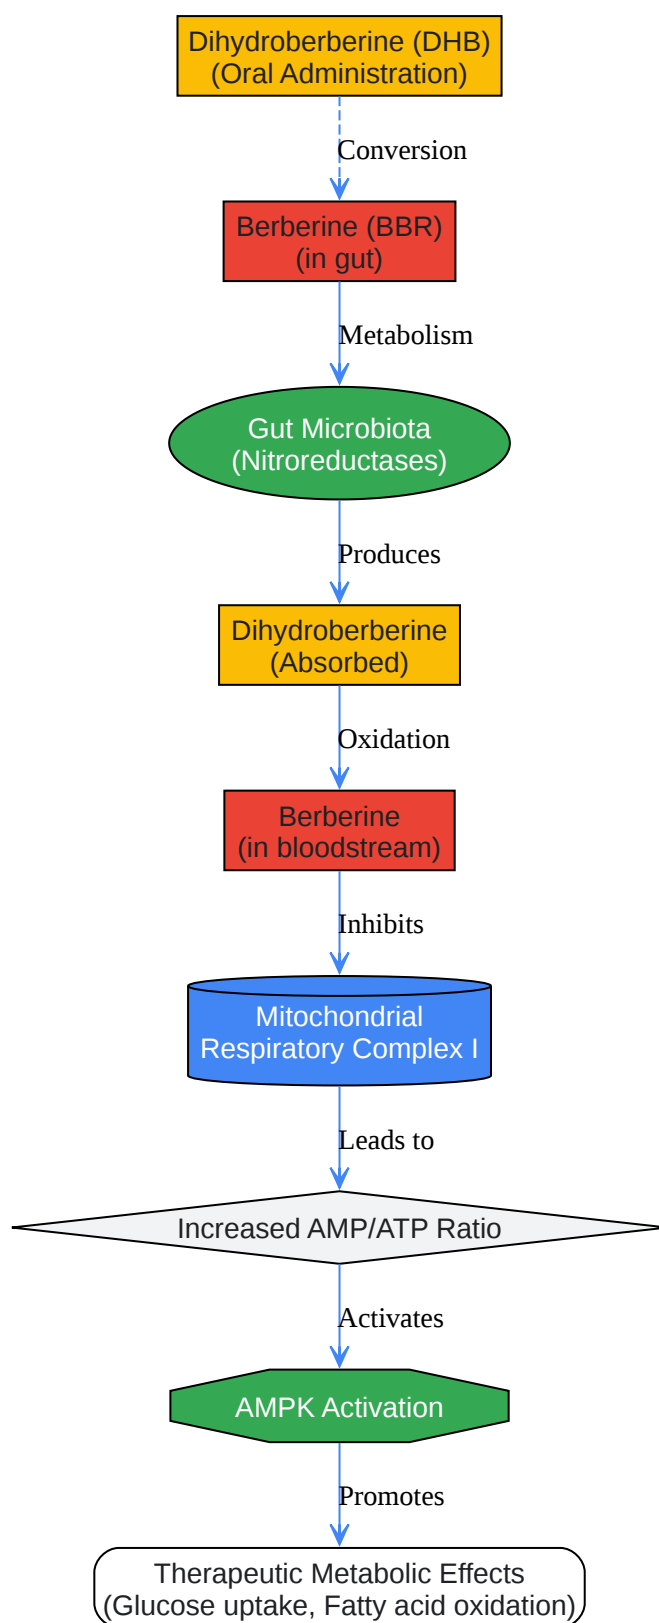 Dihydroberberine (DHB)
(Oral Administration)
Conversion
Berberine (BBR)
(in gut)
Metabolism
Gut Microbiota
(Nitroreductases)
Produces
Dihydroberberine
(Absorbed)
Oxidation
Berberine
(in bloodstream)
Inhibits
Mitochondrial
Respiratory Complex I
Leads to
Increased AMP/ATP Ratio
Activates
AMPK Activation
Promotes
Therapeutic Metabolic Effects
(Glucose uptake, Fatty acid oxidation)